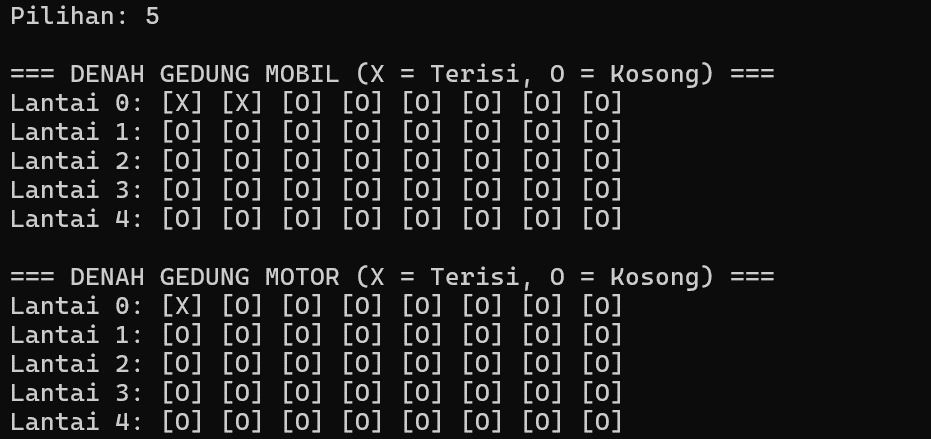 Pilihan: 5
=== DENAH GEDUNG MOBIL (X = Terisi, O = Kosong) ===
Lantai 0: [X] [X] [O] [O] [O] [O] [O] [O]
Lantai 1: [O] [O] [O] [O] [O] [O] [O] [O]
Lantai 2: [O] [O] [O] [O] [O] [O] [O] [O]
Lantai 3: [O] [O] [O] [O] [O] [O] [O] [O]
Lantai 4: [O] [O] [O] [O] [O] [O] [O] [O]
=== DENAH GEDUNG MOTOR (X = Terisi, O = Kosong) ===
Lantai 0: [X] [O] [O] [O] [O] [O] [O] [O]
Lantai 1: [O] [O] [O] [O] [O] [O] [O] [O]
Lantai 2: [O] [O] [O] [O] [O] [O] [O] [O]
Lantai 3: [O] [O] [O] [O] [O] [O] [O] [O]
Lantai 4: [O] [O] [O] [O] [O] [O] [O] [O]